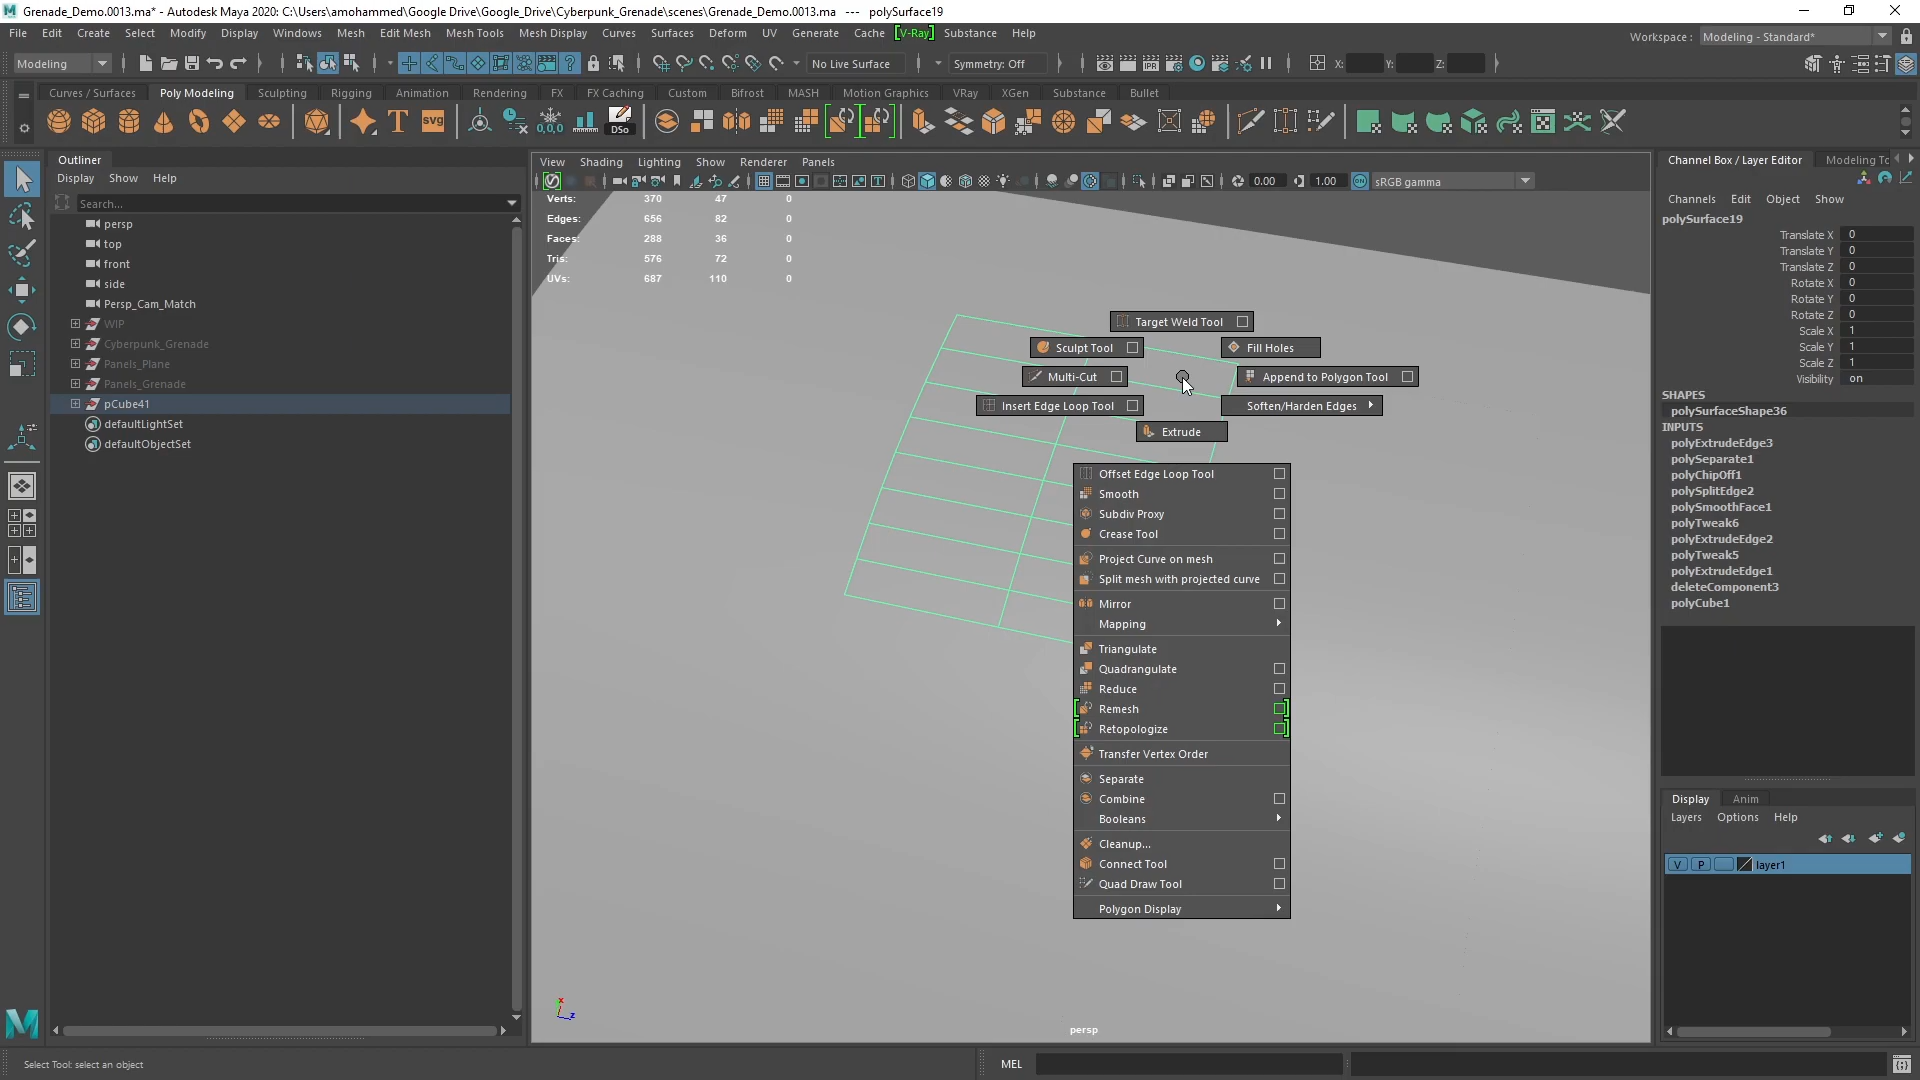 Grenade_Demo.0013.ma* - Autodesk Maya 2020: C:\Users\amohammed\Google Drive\Google_Drive\Cyberpunk_Grenade\scenes\Grenade_Demo.0013.ma --- polySurface19
File Edit Create Select Modify Display Windows Mesh Edit Mesh Mesh Tools Mesh Display Curves Surfaces Deform UV Generate Cache [V-Ray] Substance Help
Workspace : Modeling - Standard*
Modeling No Live Surface Symmetry: Off X: Y: Z:
Curves / Surfaces Poly Modeling Sculpting Rigging Animation Rendering FX FX Caching Custom Bifrost MASH Motion Graphics VRay XGen Substance Bullet
T svg 0,0,0 DSo
Outliner
Display Show Help
Search...
persp
top
front
side
Persp_Cam_Match
WIP
Cyberpunk_Grenade
Panels_Plane
Panels_Grenade
pCube41
defaultLightSet
defaultObjectSet
View Shading Lighting Show Renderer Panels
0.00 1.00 ON sRGB gamma
Verts: 370 47 0
Edges: 656 82 0
Faces: 288 36 0
Tris: 576 72 0
UVs: 687 110 0
Target Weld Tool
Sculpt Tool Fill Holes
Multi-Cut Append to Polygon Tool
Insert Edge Loop Tool Soften/Harden Edges
Extrude
Offset Edge Loop Tool
Smooth
Subdiv Proxy
Crease Tool
Project Curve on mesh
Split mesh with projected curve
Mirror
Mapping
Triangulate
Quadrangulate
Reduce
Remesh
Retopologize
Transfer Vertex Order
Separate
Combine
Booleans
Cleanup...
Connect Tool
Quad Draw Tool
Polygon Display
x
z
persp
Channel Box / Layer Editor Modeling To
Channels Edit Object Show
polySurface19
Translate X 0
Translate Y 0
Translate Z 0
Rotate X 0
Rotate Y 0
Rotate Z 0
Scale X 1
Scale Y 1
Scale Z 1
Visibility on
SHAPES
polySurfaceShape36
INPUTS
polyExtrudeEdge3
polySeparate1
polyChipOff1
polySplitEdge2
polySmoothFace1
polyTweak6
polyExtrudeEdge2
polyTweak5
polyExtrudeEdge1
deleteComponent3
polyCube1
Display Anim
Layers Options Help
V P layer1
Select Tool: select an object
MEL